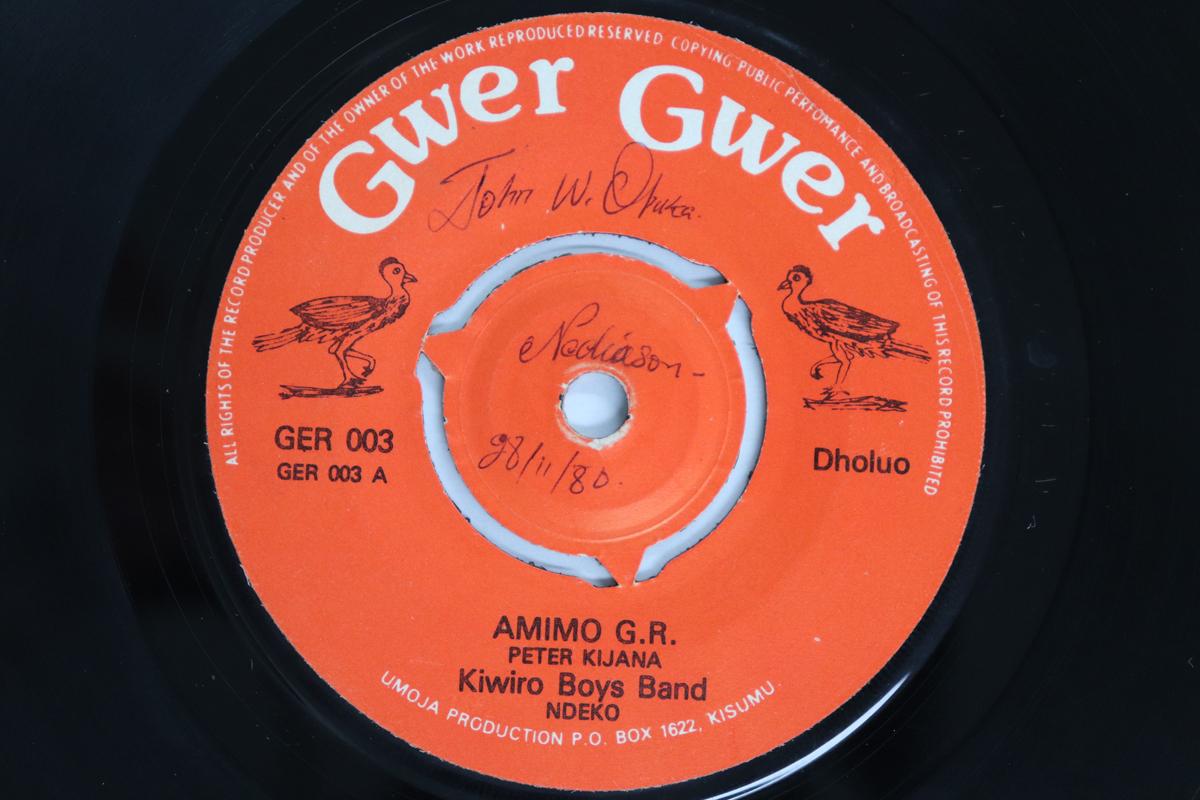 ALL RIGHTS OF THE RECORD PRODUCER AND OF THE OWNER OF THE WORK REPRODUCED RESERVED COPYING PUBLIC PERFOMANCE AND BROADCASTING OF THIS RECORD PROHIBITED
Gwer Gwer
John W.
28/11/80.
GER 003
GER 003 A
Dholuo
AMIMO G.R.
PETER KIJANA
Kiwiro Boys Band
NDEKO
UMOJA PRODUCTION P.O. BOX 1622, KISUMU.